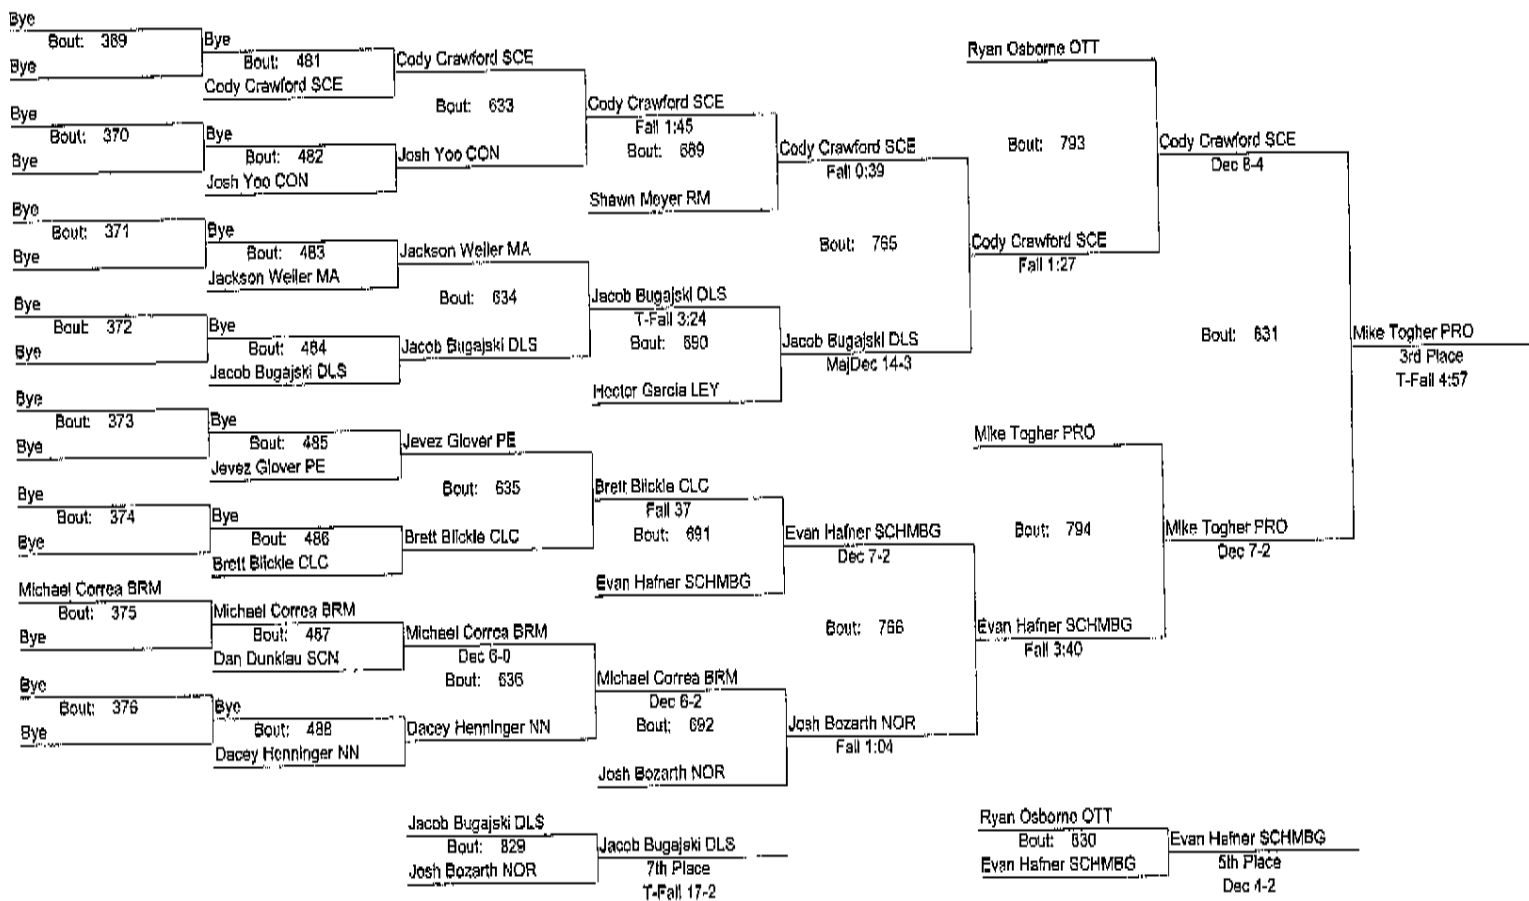 Bye
Bout: 369
Bye
Bye
Bout: 481
Cody Crawford SCE
Cody Crawford SCE
Bout: 633
Bye
Bout: 370
Bye
Bye
Bout: 482
Josh Yoo CON
Josh Yoo CON
Cody Crawford SCE
Fall 1:45
Bout: 689
Shawn Meyer RM
Cody Crawford SCE
Fall 0:39
Bye
Bout: 371
Bye
Bye
Bout: 483
Jackson Weiler MA
Jackson Weiler MA
Bout: 634
Bye
Bout: 372
Bye
Bye
Bout: 484
Jacob Bugajski DLS
Jacob Bugajski DLS
Jacob Bugajski DLS
T-Fall 3:24
Bout: 690
Hector Garcia LEY
Jacob Bugajski DLS
MajDec 14-3
Bout: 765
Cody Crawford SCE
Fall 1:27
Ryan Osborne OTT
Bout: 793
Cody Crawford SCE
Dec 6-4
Bye
Bout: 373
Bye
Bye
Bout: 485
Jevez Glover PE
Jevez Glover PE
Bout: 635
Bye
Bout: 374
Bye
Bye
Bout: 486
Brett Blickle CLC
Brett Blickle CLC
Brett Blickle CLC
Fall 37
Bout: 691
Evan Hafner SCHMBG
Evan Hafner SCHMBG
Dec 7-2
Michael Correa BRM
Bout: 375
Bye
Michael Correa BRM
Bout: 487
Dan Dunklau SCN
Michael Correa BRM
Dec 6-0
Bout: 636
Bye
Bout: 376
Bye
Bye
Bout: 488
Dacey Henninger NN
Dacey Henninger NN
Michael Correa BRM
Dec 6-2
Bout: 692
Josh Bozarth NOR
Josh Bozarth NOR
Fall 1:04
Bout: 766
Evan Hafner SCHMBG
Fall 3:40
Mike Togher PRO
Bout: 794
Mike Togher PRO
Dec 7-2
Bout: 831
Mike Togher PRO
3rd Place
T-Fall 4:57
Jacob Bugajski DLS
Bout: 829
Josh Bozarth NOR
Jacob Bugajski DLS
7th Place
T-Fall 17-2
Ryan Osborne OTT
Bout: 830
Evan Hafner SCHMBG
Evan Hafner SCHMBG
5th Place
Dec 4-2